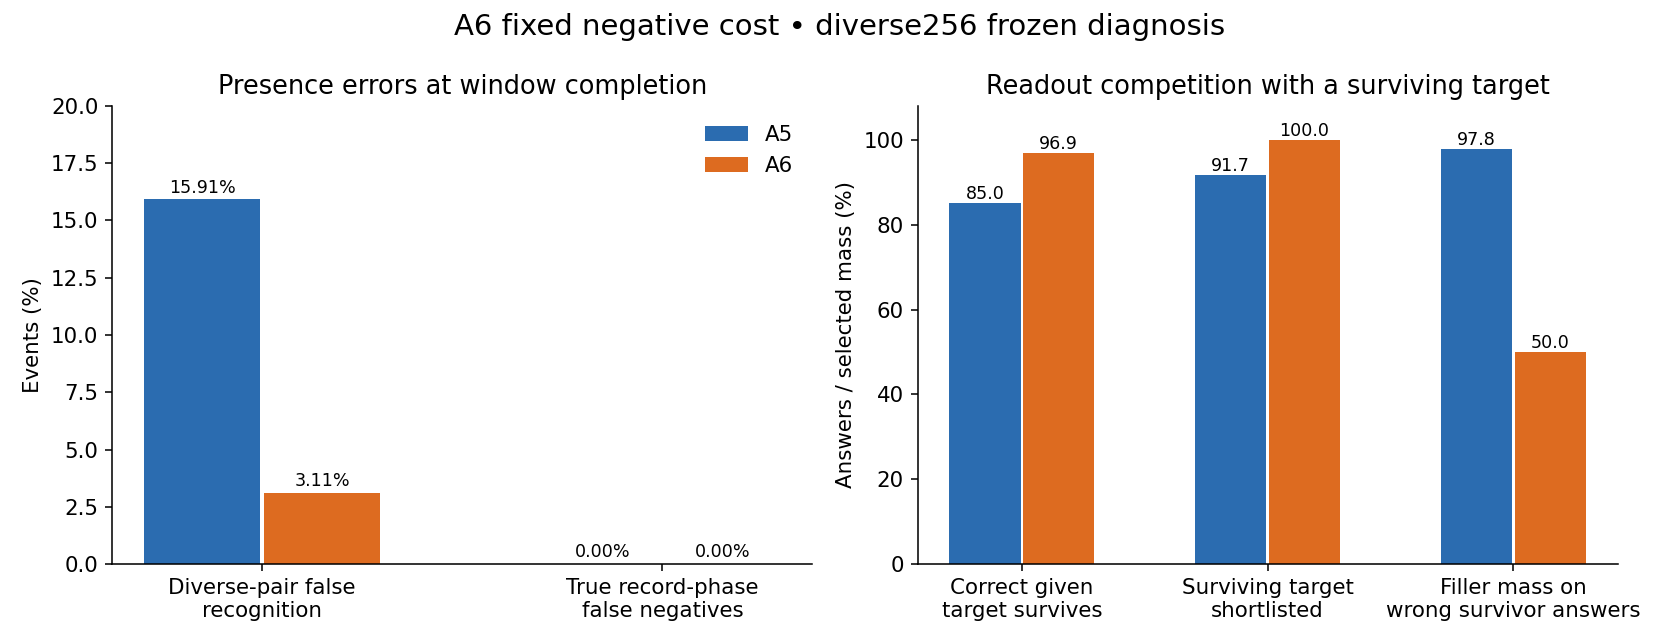 A6 fixed negative cost • diverse256 frozen diagnosis
Presence errors at window completion
Events (%)
20.0
17.5
15.0
12.5
10.0
7.5
5.0
2.5
0.0
A5
A6
15.91%
3.11%
0.00%
0.00%
Diverse-pair false
recognition
True record-phase
false negatives
Readout competition with a surviving target
Answers / selected mass (%)
100
80
60
40
20
0
85.0
96.9
91.7
100.0
97.8
50.0
Correct given
target survives
Surviving target
shortlisted
Filler mass on
wrong survivor answers